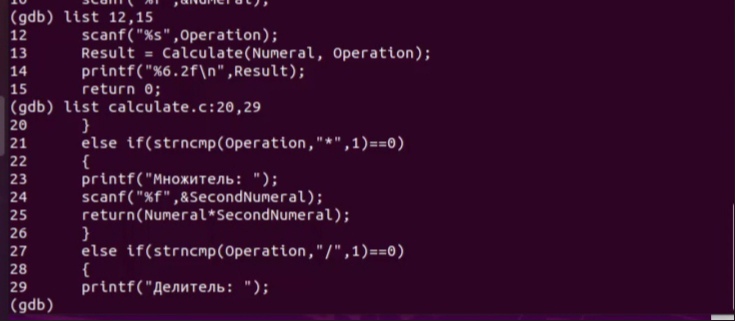 10 scanf("%f",&Numeral);
(gdb) list 12,15
12 scanf("%s",Operation);
13 Result = Calculate(Numeral, Operation);
14 printf("%6.2f\n",Result);
15 return 0;
(gdb) list calculate.c:20,29
20 }
21 else if(strncmp(Operation,"*",1)==0)
22 {
23 printf("Множитель: ");
24 scanf("%f",&SecondNumeral);
25 return(Numeral*SecondNumeral);
26 }
27 else if(strncmp(Operation,"/",1)==0)
28 {
29 printf("Делитель: ");
(gdb)